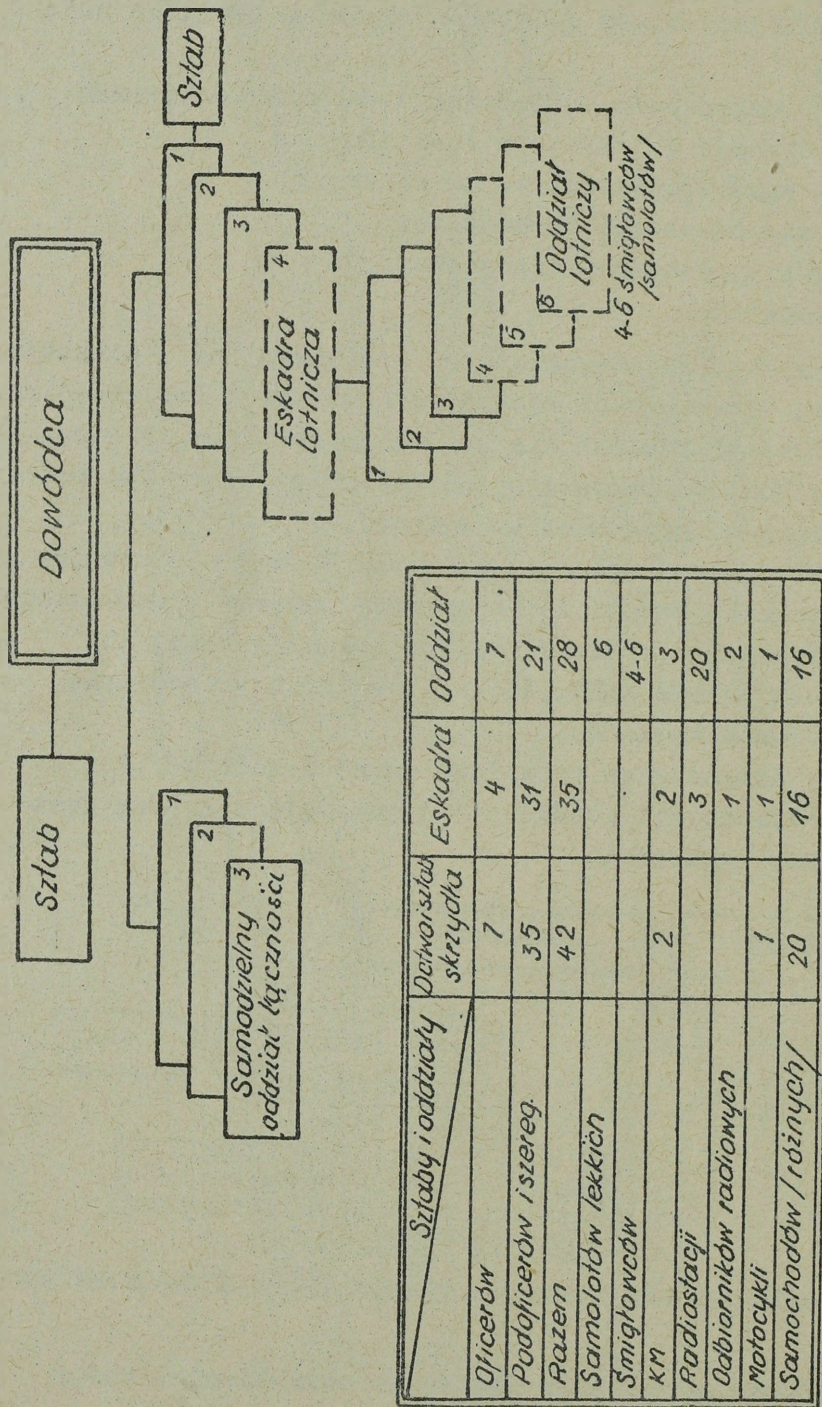 Dowódca
Sztab
1
2
Samodzielny 3
oddział łączności
1
2
3
4
Eskadra
lotnicza
Sztab
1
2
3
4
5
6
Oddział
lotniczy
4-6 śmigłowców
/samolotów/
Sztaby i oddziały Dctwo i sztab skrzydła Eskadra Oddział
Oficerów 7 4 7
Podoficerów i szereg. 35 31 21
Razem 42 35 28
Samolotów lekkich 6
Śmigłowców 4-6
KM 2 2 3
Radiostacji 3 20
Odbiorników radiowych 1 2
Motocykli 1 1 1
Samochodów /różnych/ 20 16 16